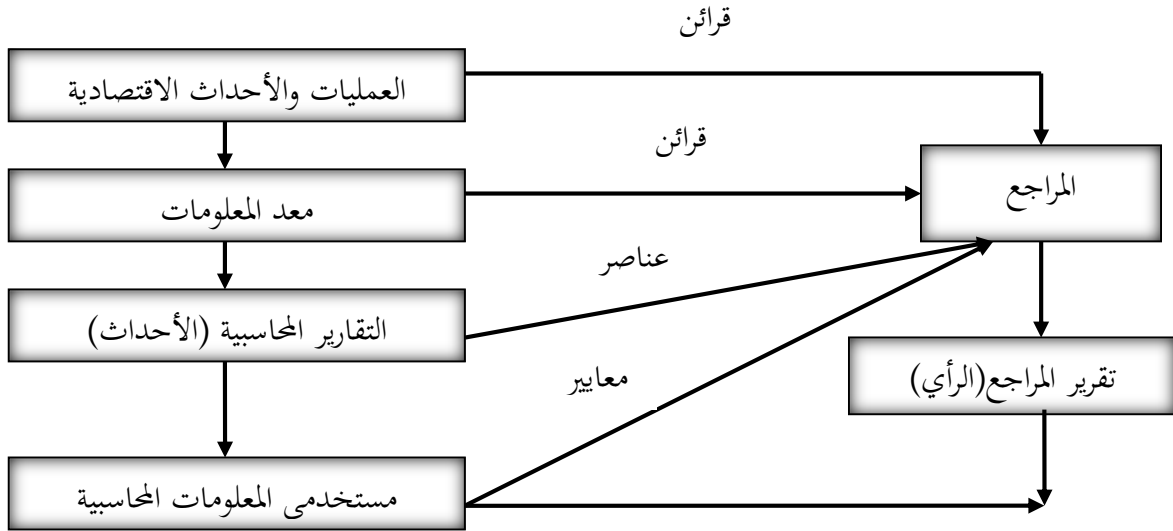 قرائن
العمليات والأحداث الاقتصادية
قرائن
المراجع
معد المعلومات
عناصر
التقارير المحاسبية (الأحداث)
معايير
تقرير المراجع(الرأي)
مستخدمى المعلومات المحاسبية